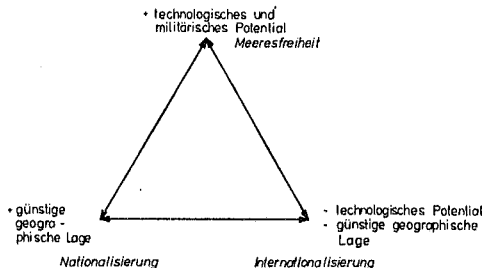 + technologisches und
militärisches Potential
Meeresfreiheit
+ günstige
geogra -
phische Lage
- technologisches Potential
- günstige geographische
Lage
Nationalisierung
Internationalisierung